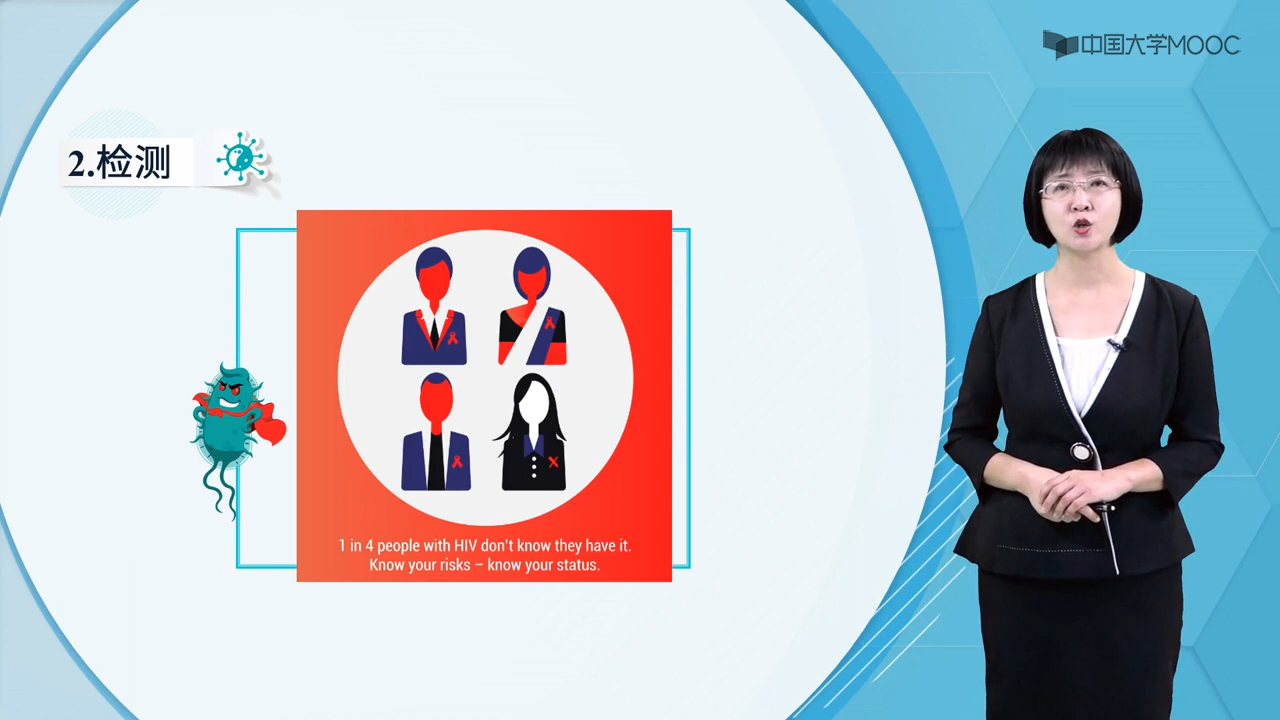 中国大学MOOC
2.检测
1 in 4 people with HIV don't know they have it.
Know your risks – know your status.